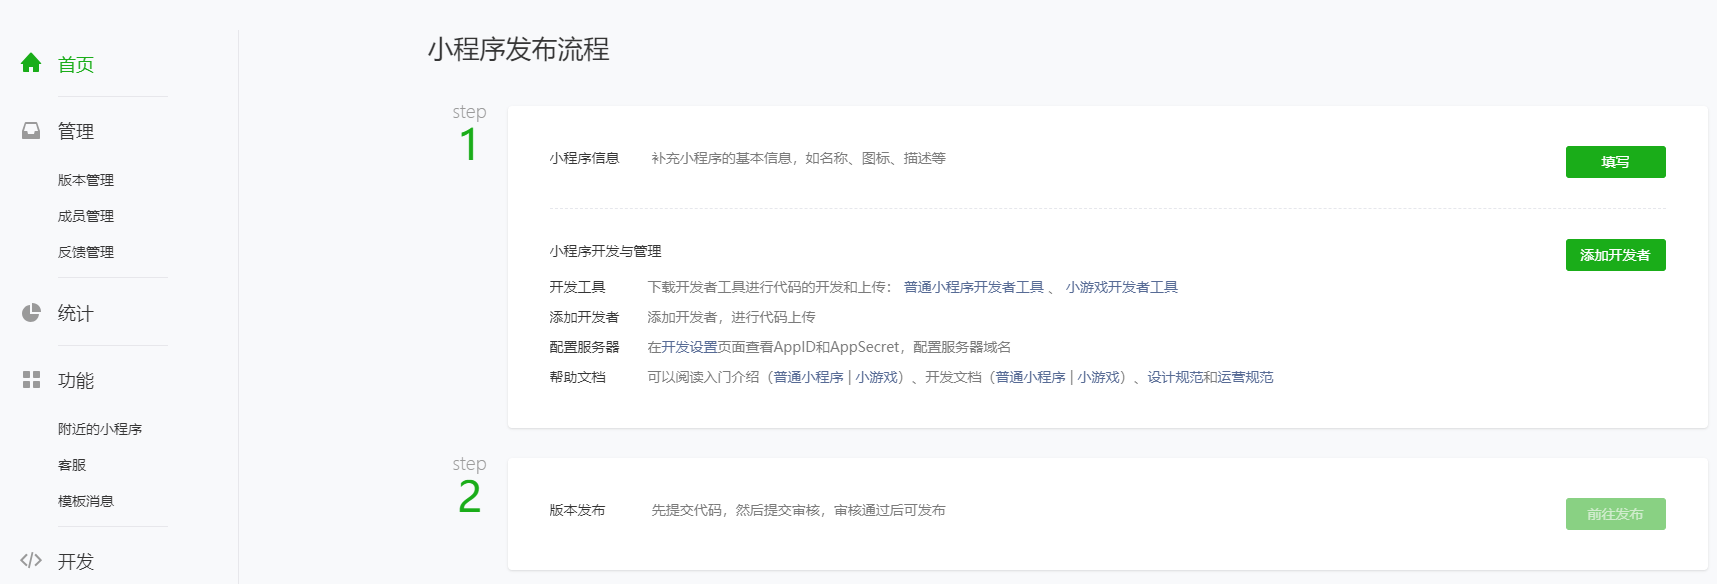 首页
管理
版本管理
成员管理
反馈管理
统计
功能
附近的小程序
客服
模板消息
开发
小程序发布流程
step
1
小程序信息 补充小程序的基本信息，如名称、图标、描述等
填写
小程序开发与管理
添加开发者
开发工具 下载开发者工具进行代码的开发和上传： 普通小程序开发者工具 、 小游戏开发者工具
添加开发者 添加开发者，进行代码上传
配置服务器 在开发设置页面查看AppID和AppSecret，配置服务器域名
帮助文档 可以阅读入门介绍（普通小程序 | 小游戏）、开发文档（普通小程序 | 小游戏）、设计规范和运营规范
step
2
版本发布 先提交代码，然后提交审核，审核通过后可发布
前往发布